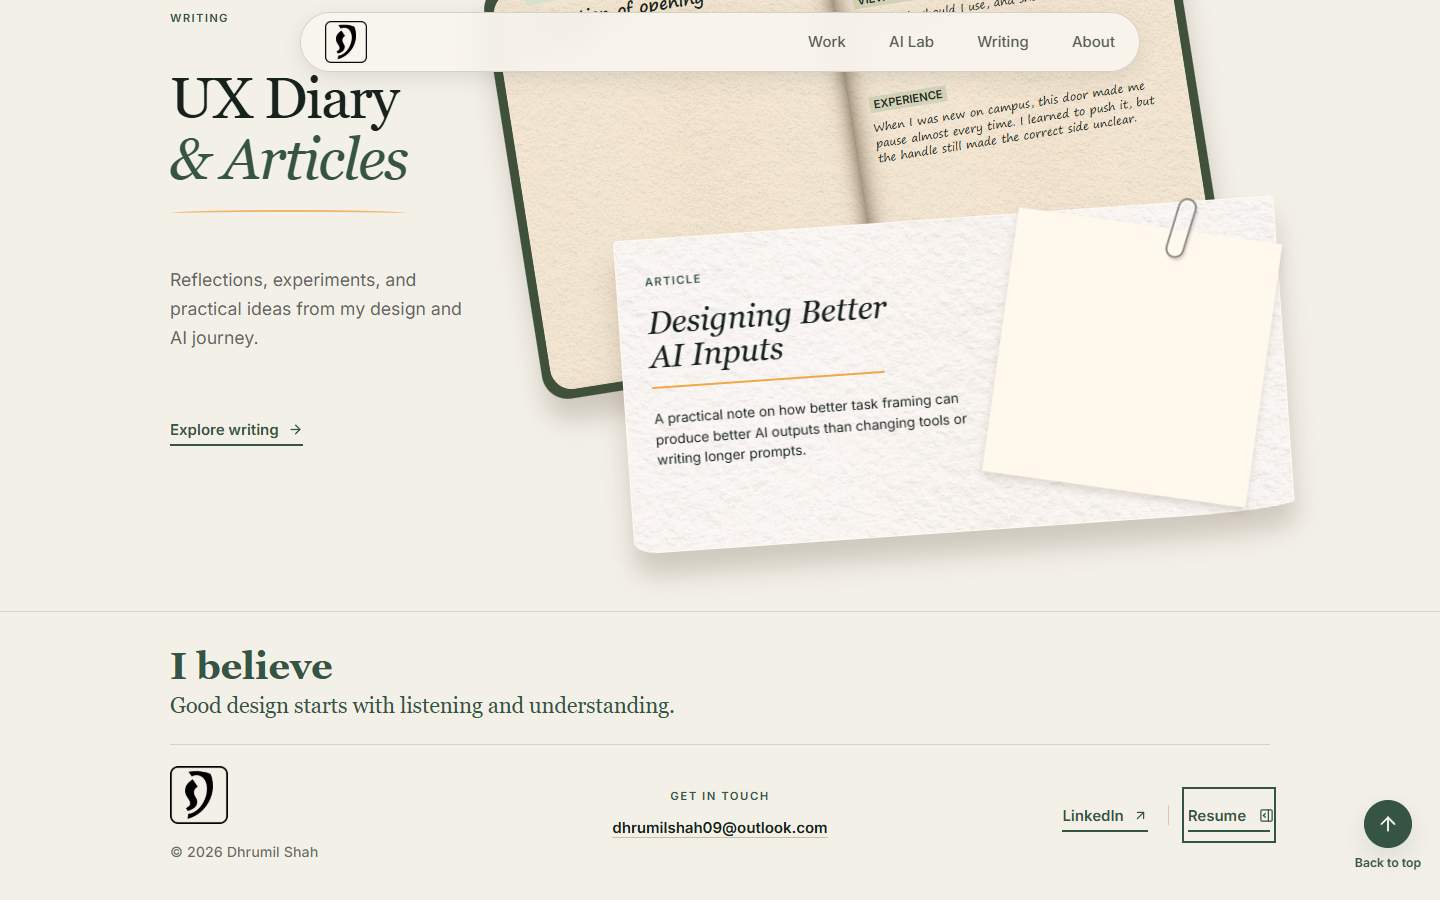 WRITING
of opening
Work
AI Lab
Writing
About
UX Diary
& Articles
Reflections, experiments, and
practical ideas from my design and
AI journey.
Explore writing
should I use, and
EXPERIENCE
When I was new on campus, this door made me
pause almost every time. I learned to push it, but
the handle still made the correct side unclear.
ARTICLE
Designing Better
AI Inputs
A practical note on how better task framing can
produce better AI outputs than changing tools or
writing longer prompts.
I believe
Good design starts with listening and understanding.
© 2026 Dhrumil Shah
GET IN TOUCH
dhrumilshah09@outlook.com
LinkedIn
Resume
Back to top